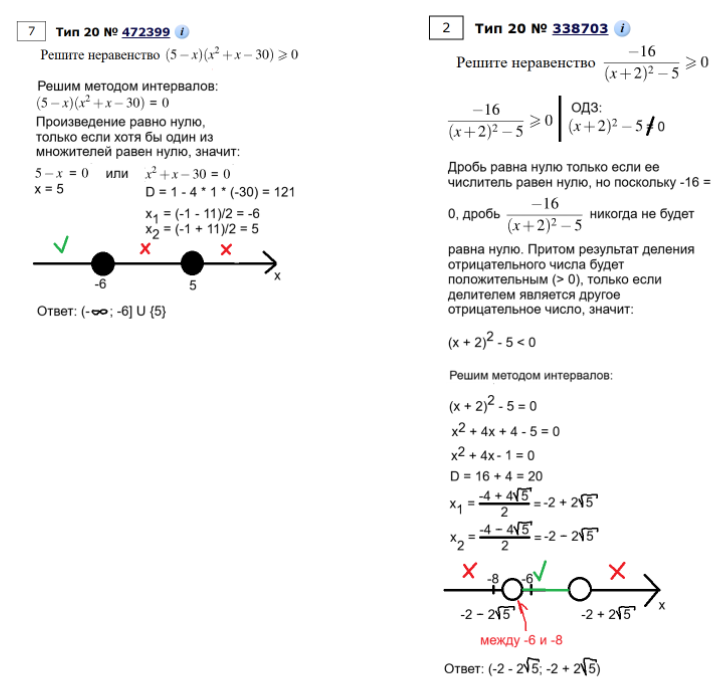 7 Тип 20 № 472399 i
Решите неравенство (5−x)(x²+x−30) ⩾ 0
Решим методом интервалов:
(5−x)(x²+x−30) = 0
Произведение равно нулю,
только если хотя бы один из
множителей равен нулю, значит:
5−x = 0 или x²+x−30 = 0
x = 5 D = 1 - 4 * 1 * (-30) = 121
x₁ = (-1 - 11)/2 = -6
x₂ = (-1 + 11)/2 = 5
-6 5 x
Ответ: (-∞; -6] U {5}
2 Тип 20 № 338703 i
Решите неравенство −16/((x+2)²−5) ⩾ 0
−16/((x+2)²−5) ⩾ 0 | ОДЗ:
(x+2)²−5 ≠ 0
Дробь равна нулю только если ее
числитель равен нулю, но поскольку -16 =
0, дробь −16/((x+2)²−5) никогда не будет
равна нулю. Притом результат деления
отрицательного числа будет
положительным (> 0), только если
делителем является другое
отрицательное число, значит:
(x + 2)² - 5 < 0
Решим методом интервалов:
(x + 2)² - 5 = 0
x² + 4x + 4 - 5 = 0
x² + 4x - 1 = 0
D = 16 + 4 = 20
x₁ = (-4 + 4√5)/2 = -2 + 2√5
x₂ = (-4 − 4√5)/2 = -2 − 2√5
-8 -6
-2 − 2√5 -2 + 2√5 x
между -6 и -8
Ответ: (-2 - 2√5; -2 + 2√5)